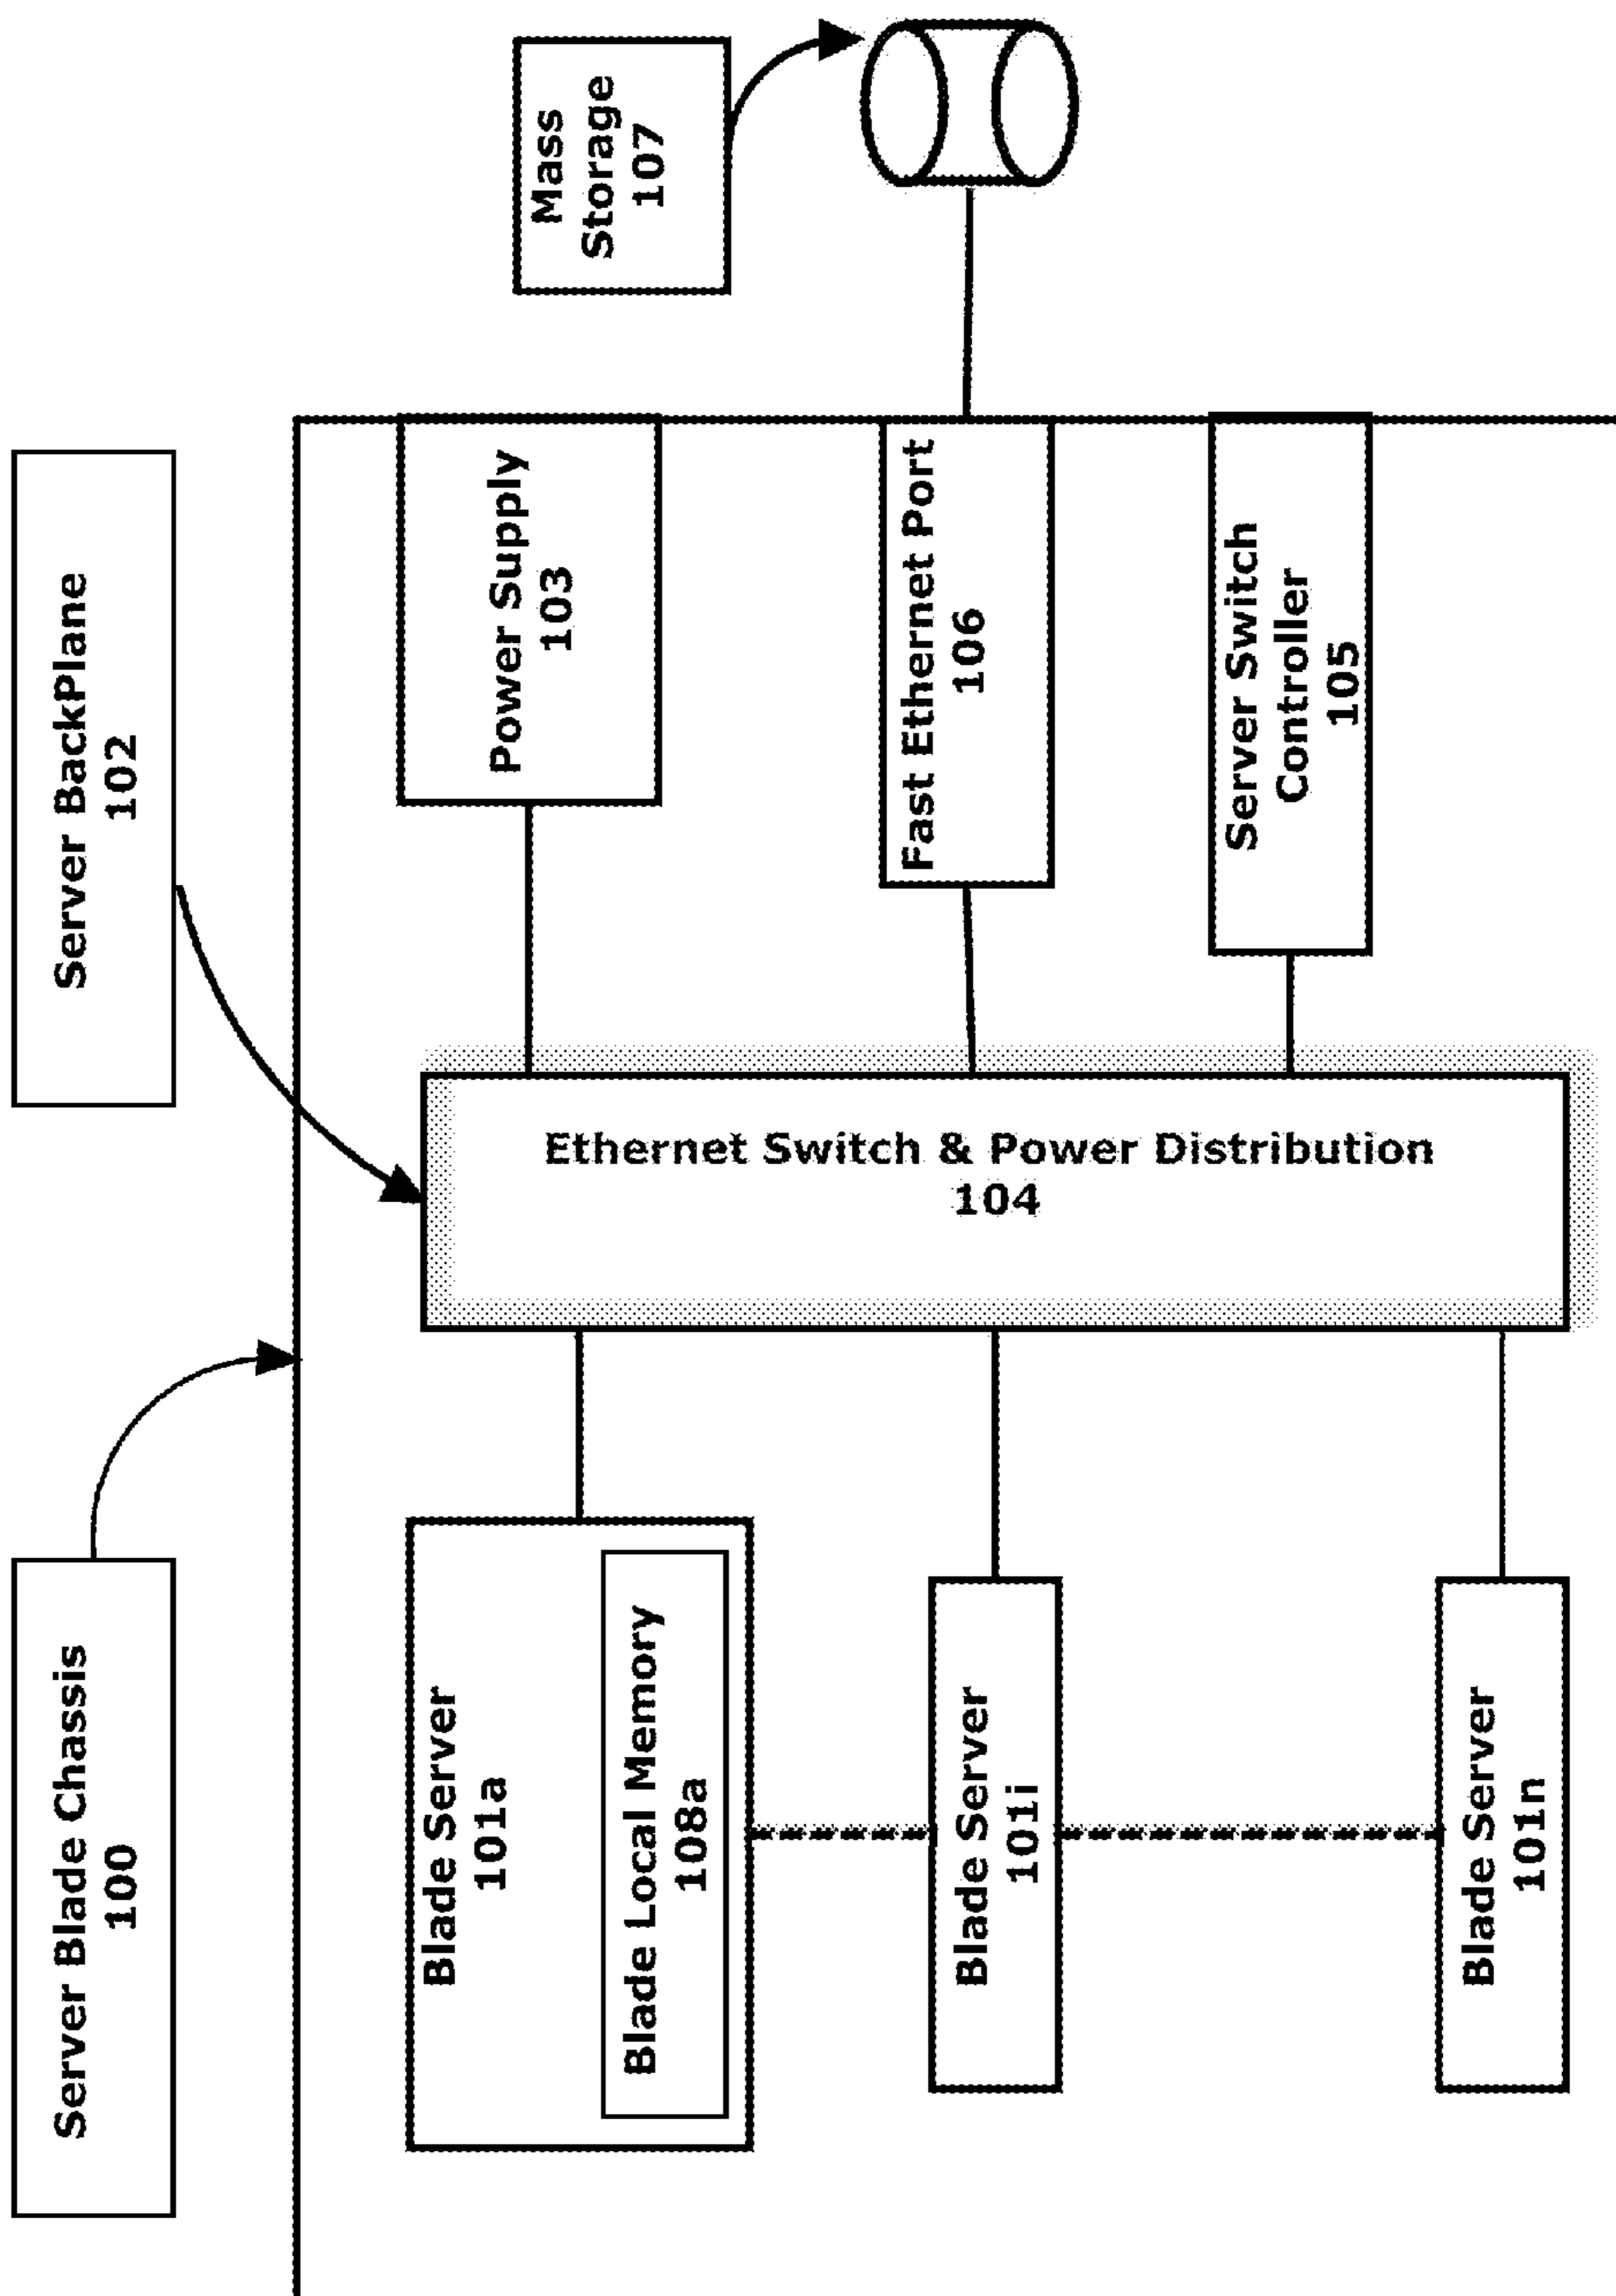 Server Blade Chassis
100
Server BackPlane
102
Mass
Storage
107
Blade Server
101a
Blade Local Memory
108a
Power Supply
103
Ethernet Switch & Power Distribution
104
Blade Server
101i
Fast Ethernet Port
106
Server Switch
Controller
105
Blade Server
101n